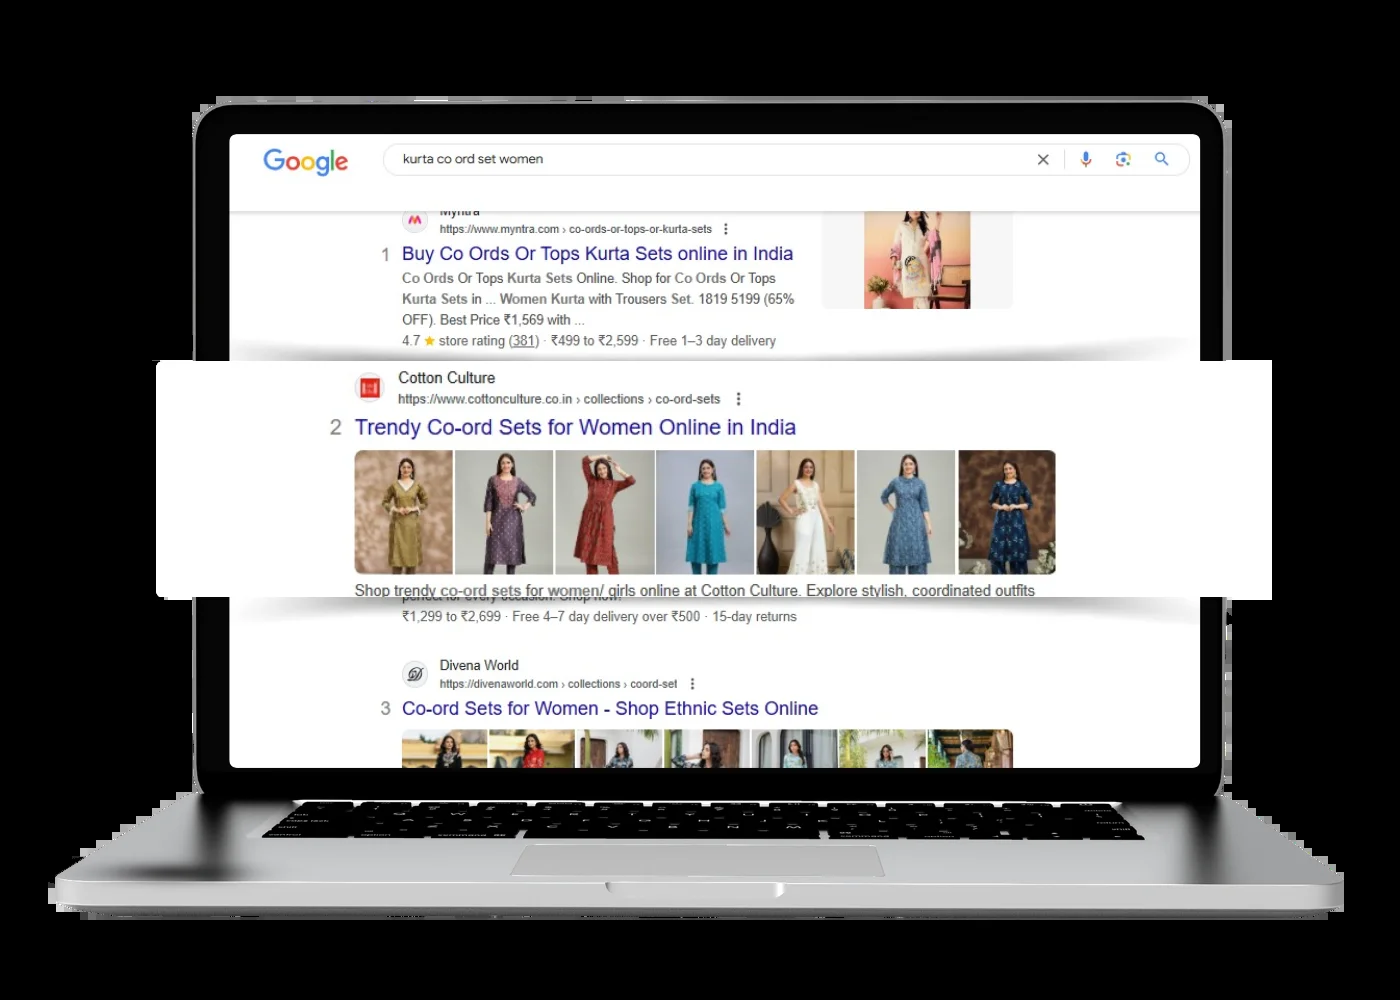 Google
kurta co ord set women
Myntra
https://www.myntra.com › co-ords-or-tops-or-kurta-sets
1 Buy Co Ords Or Tops Kurta Sets online in India
Co Ords Or Tops Kurta Sets Online. Shop for Co Ords Or Tops
Kurta Sets in ... Women Kurta with Trousers Set. 1819 5199 (65%
OFF). Best Price ₹1,569 with ...
4.7 ★ store rating (381) · ₹499 to ₹2,599 · Free 1–3 day delivery
Cotton Culture
https://www.cottonculture.co.in › collections › co-ord-sets
2 Trendy Co-ord Sets for Women Online in India
Shop trendy co-ord sets for women/ girls online at Cotton Culture. Explore stylish, coordinated outfits
perfect for every occasion. Shop now!
₹1,299 to ₹2,699 · Free 4–7 day delivery over ₹500 · 15-day returns
Divena World
https://divenaworld.com › collections › coord-set
3 Co-ord Sets for Women - Shop Ethnic Sets Online